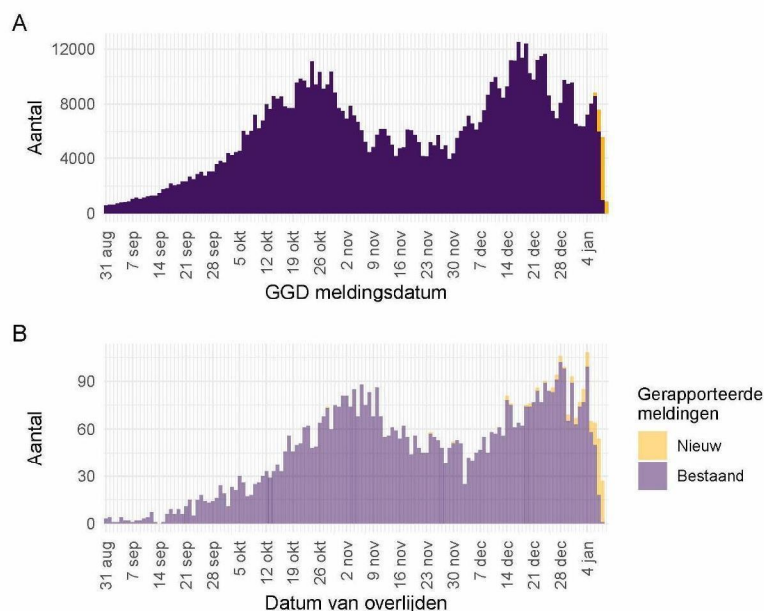 A
12000
8000
4000
0
Aantal
31 aug
7 sep
14 sep
21 sep
28 sep
5 okt
12 okt
19 okt
26 okt
2 nov
9 nov
16 nov
23 nov
30 nov
7 dec
14 dec
21 dec
28 dec
4 jan
GGD meldingsdatum
B
90
60
30
0
Aantal
31 aug
7 sep
14 sep
21 sep
28 sep
5 okt
12 okt
19 okt
26 okt
2 nov
9 nov
16 nov
23 nov
30 nov
7 dec
14 dec
21 dec
28 dec
4 jan
Datum van overlijden
Gerapporteerde
meldingen
Nieuw
Bestaand